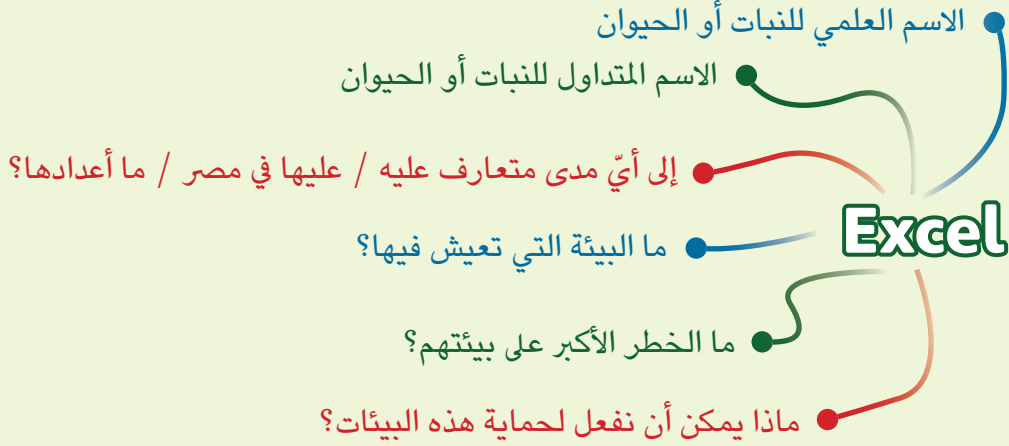 الاسم العلمي للنبات أو الحيوان
الاسم المتداول للنبات أو الحيوان
إلى أيّ مدى متعارف عليه / عليها في مصر / ما أعدادها؟
Excel
ما البيئة التي تعيش فيها؟
ما الخطر الأكبر على بيئتهم؟
ماذا يمكن أن نفعل لحماية هذه البيئات؟